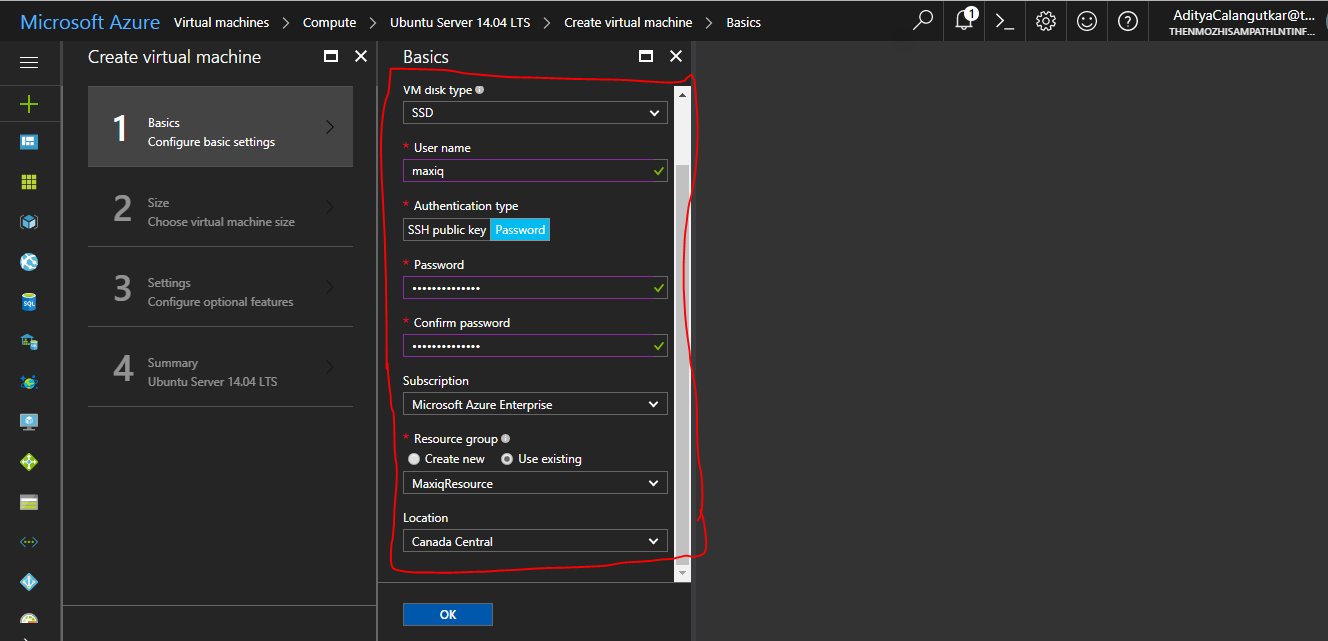 Microsoft Azure Virtual machines > Compute > Ubuntu Server 14.04 LTS > Create virtual machine > Basics
1
AdityaCalangutkar@t...
THENMOZHISAMPATHLNTINF...
Create virtual machine
1
Basics
Configure basic settings
2
Size
Choose virtual machine size
3
Settings
Configure optional features
4
Summary
Ubuntu Server 14.04 LTS
Basics
VM disk type
SSD
* User name
maxiq
* Authentication type
SSH public key Password
* Password
••••••••••••••
* Confirm password
••••••••••••••
Subscription
Microsoft Azure Enterprise
* Resource group
Create new Use existing
MaxiqResource
Location
Canada Central
OK
SQL